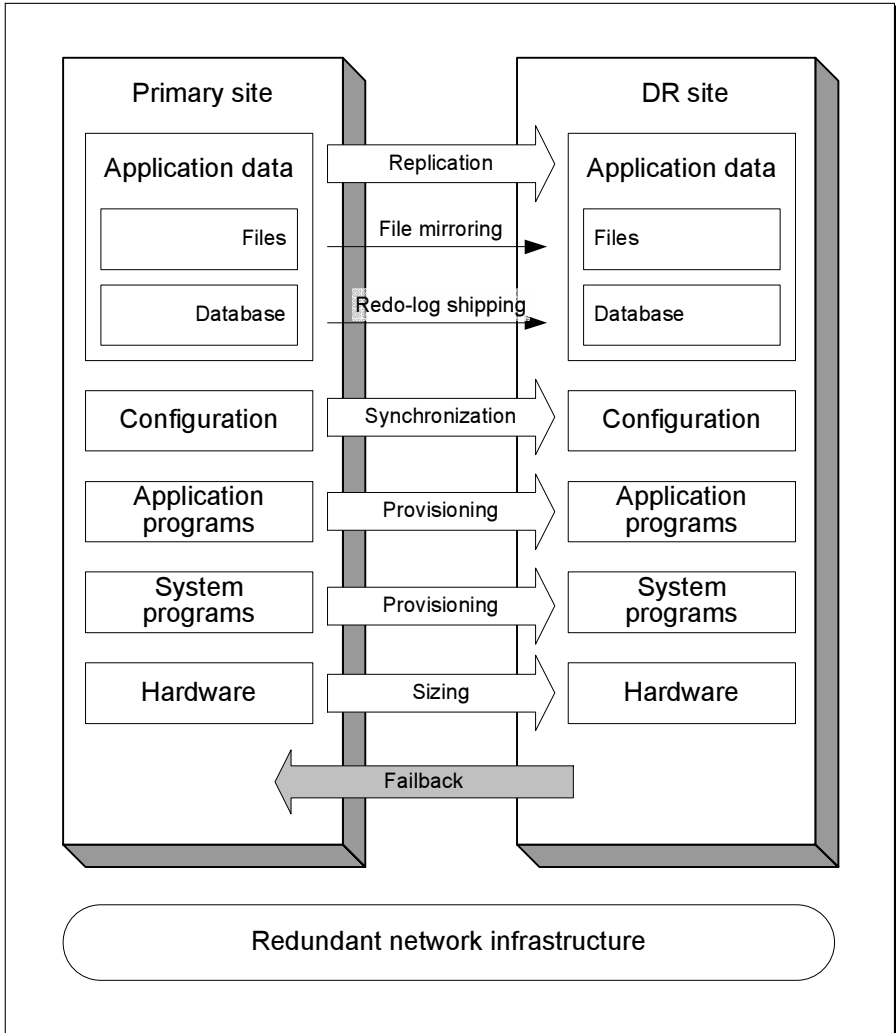 Primary site
DR site
Application data
Replication
Application data
Files
File mirroring
Files
Database
Redo-log shipping
Database
Configuration
Synchronization
Configuration
Application
programs
Provisioning
Application
programs
System
programs
Provisioning
System
programs
Hardware
Sizing
Hardware
Failback
Redundant network infrastructure